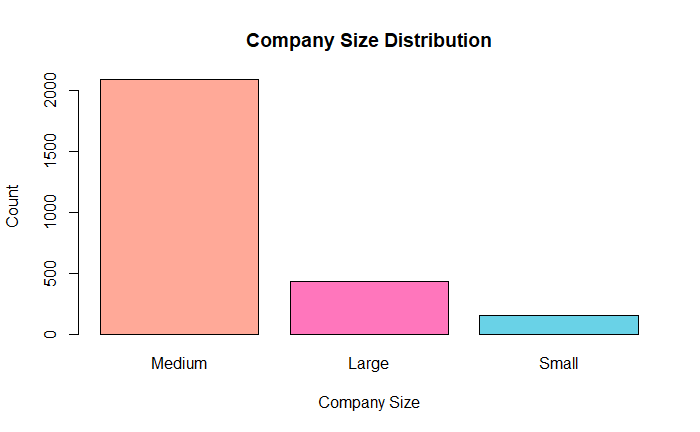 Company Size Distribution
2000
1500
1000
500
0
Count
Medium Large Small
Company Size